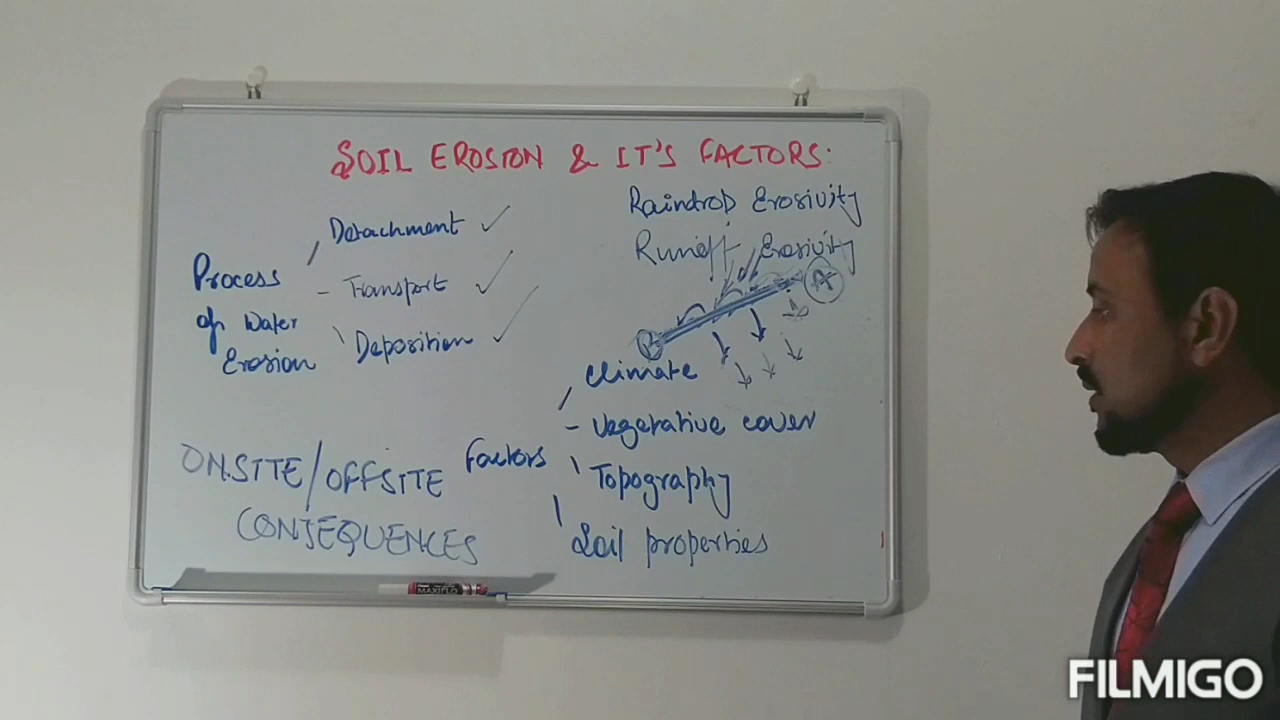 SOIL EROSION & IT'S FACTORS:
Process
of Water
Erosion
Detachment
Transport
Deposition
Raindrop Erosivity
Runoff Erosivity
A
B
ONSITE/OFFSITE
CONSEQUENCES
Factors
Climate
Vegetative cover
Topography
Soil properties
MAXIFLO
FILMIGO